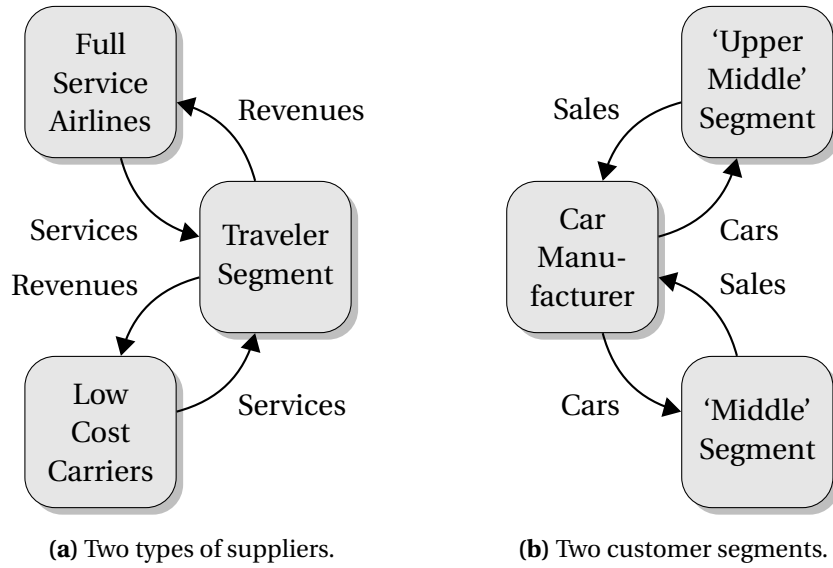 Full
Service
Airlines
Revenues
Services
Traveler
Segment
Revenues
Low
Cost
Carriers
Services
(a) Two types of suppliers.
‘Upper
Middle’
Segment
Sales
Car
Manu-
facturer
Cars
Sales
Cars
‘Middle’
Segment
(b) Two customer segments.